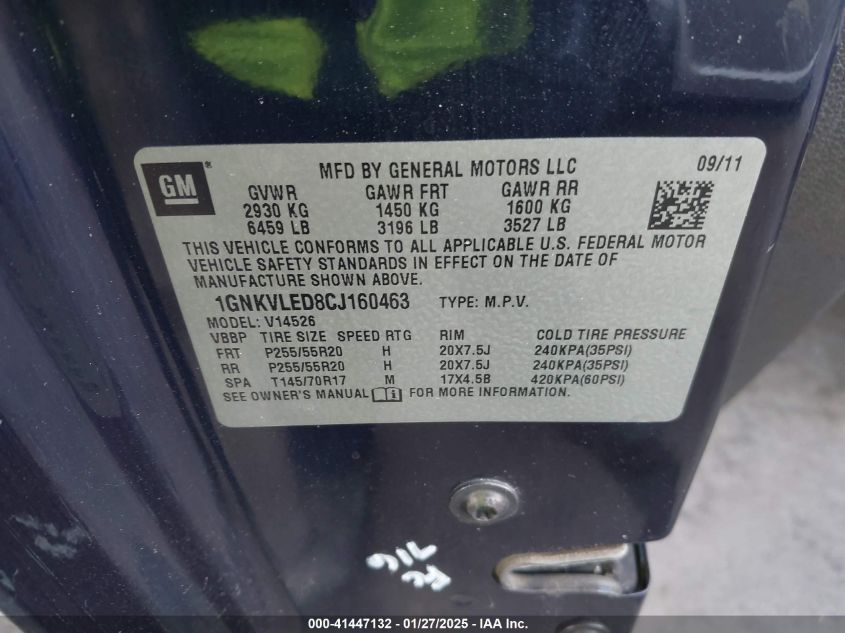 GM
MFD BY GENERAL MOTORS LLC 09/11
GVWR GAWR FRT GAWR RR
2930 KG 1450 KG 1600 KG
6459 LB 3196 LB 3527 LB
THIS VEHICLE CONFORMS TO ALL APPLICABLE U.S. FEDERAL MOTOR
VEHICLE SAFETY STANDARDS IN EFFECT ON THE DATE OF
MANUFACTURE SHOWN ABOVE.
1GNKVLED8CJ160463 TYPE: M.P.V.
MODEL: V14526
VBBP TIRE SIZE SPEED RTG RIM COLD TIRE PRESSURE
FRT P255/55R20 H 20X7.5J 240KPA(35PSI)
RR P255/55R20 H 20X7.5J 240KPA(35PSI)
SPA T145/70R17 M 17X4.5B 420KPA(60PSI)
SEE OWNER'S MANUAL FOR MORE INFORMATION.
716
000-41447132 - 01/27/2025 - IAA Inc.